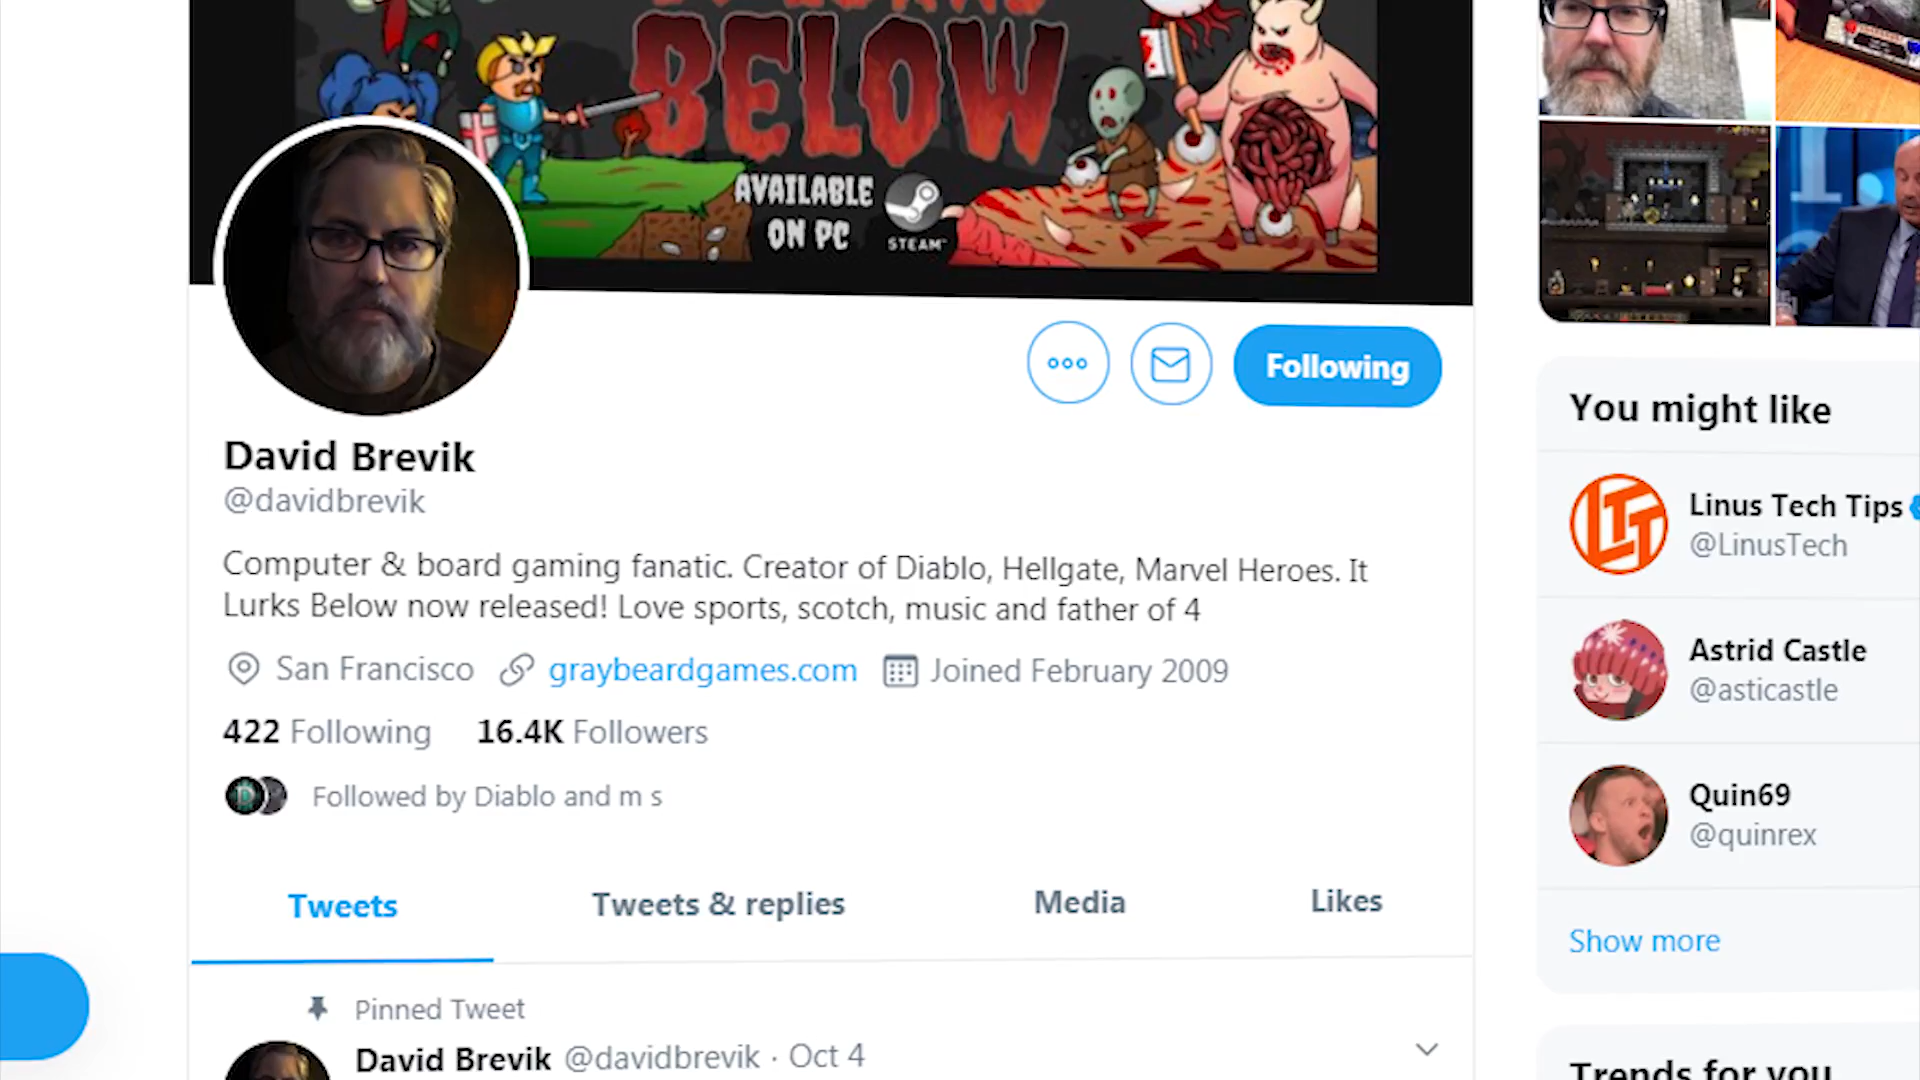 BELOW
AVAILABLE
ON PC
STEAM
Following
David Brevik
@davidbrevik
Computer & board gaming fanatic. Creator of Diablo, Hellgate, Marvel Heroes. It
Lurks Below now released! Love sports, scotch, music and father of 4
San Francisco graybeardgames.com Joined February 2009
422 Following 16.4K Followers
Followed by Diablo and m s
Tweets Tweets & replies Media Likes
Pinned Tweet
David Brevik @davidbrevik · Oct 4
You might like
LTT
Linus Tech Tips
@LinusTech
Astrid Castle
@asticastle
Quin69
@quinrex
Show more
Trends for you